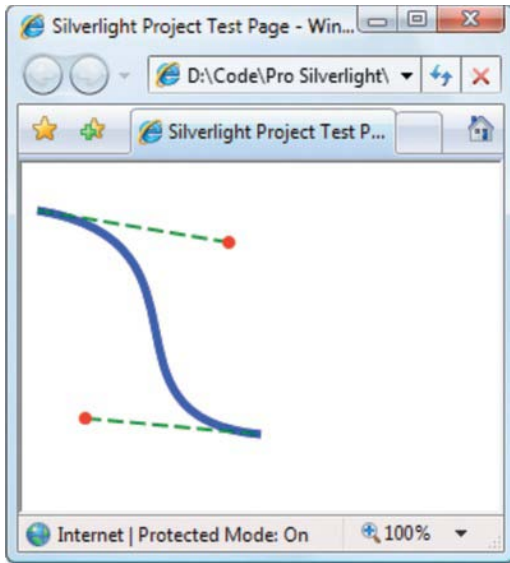 Silverlight Project Test Page - Win...
D:\Code\Pro Silverlight\
Silverlight Project Test P...
Internet | Protected Mode: On
100%